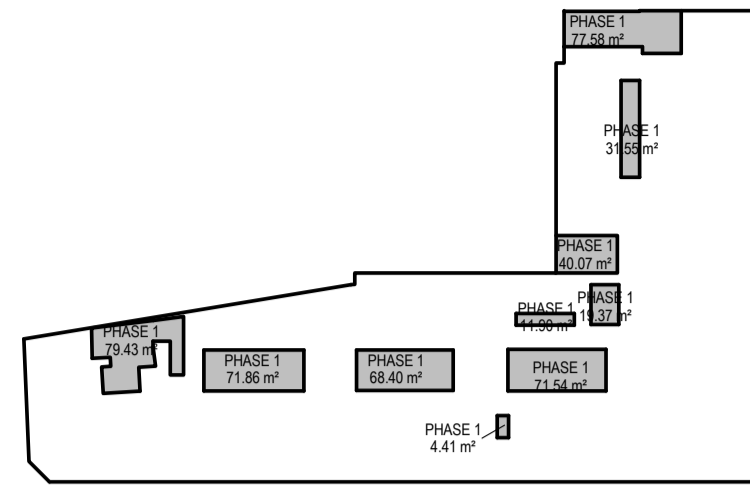 PHASE 1
77.58 m²
PHASE 1
31.55 m²
PHASE 1
40.07 m²
PHASE 1
19.37 m²
PHASE 1
11.90 m²
PHASE 1
79.43 m²
PHASE 1
71.86 m²
PHASE 1
68.40 m²
PHASE 1
71.54 m²
PHASE 1
4.41 m²